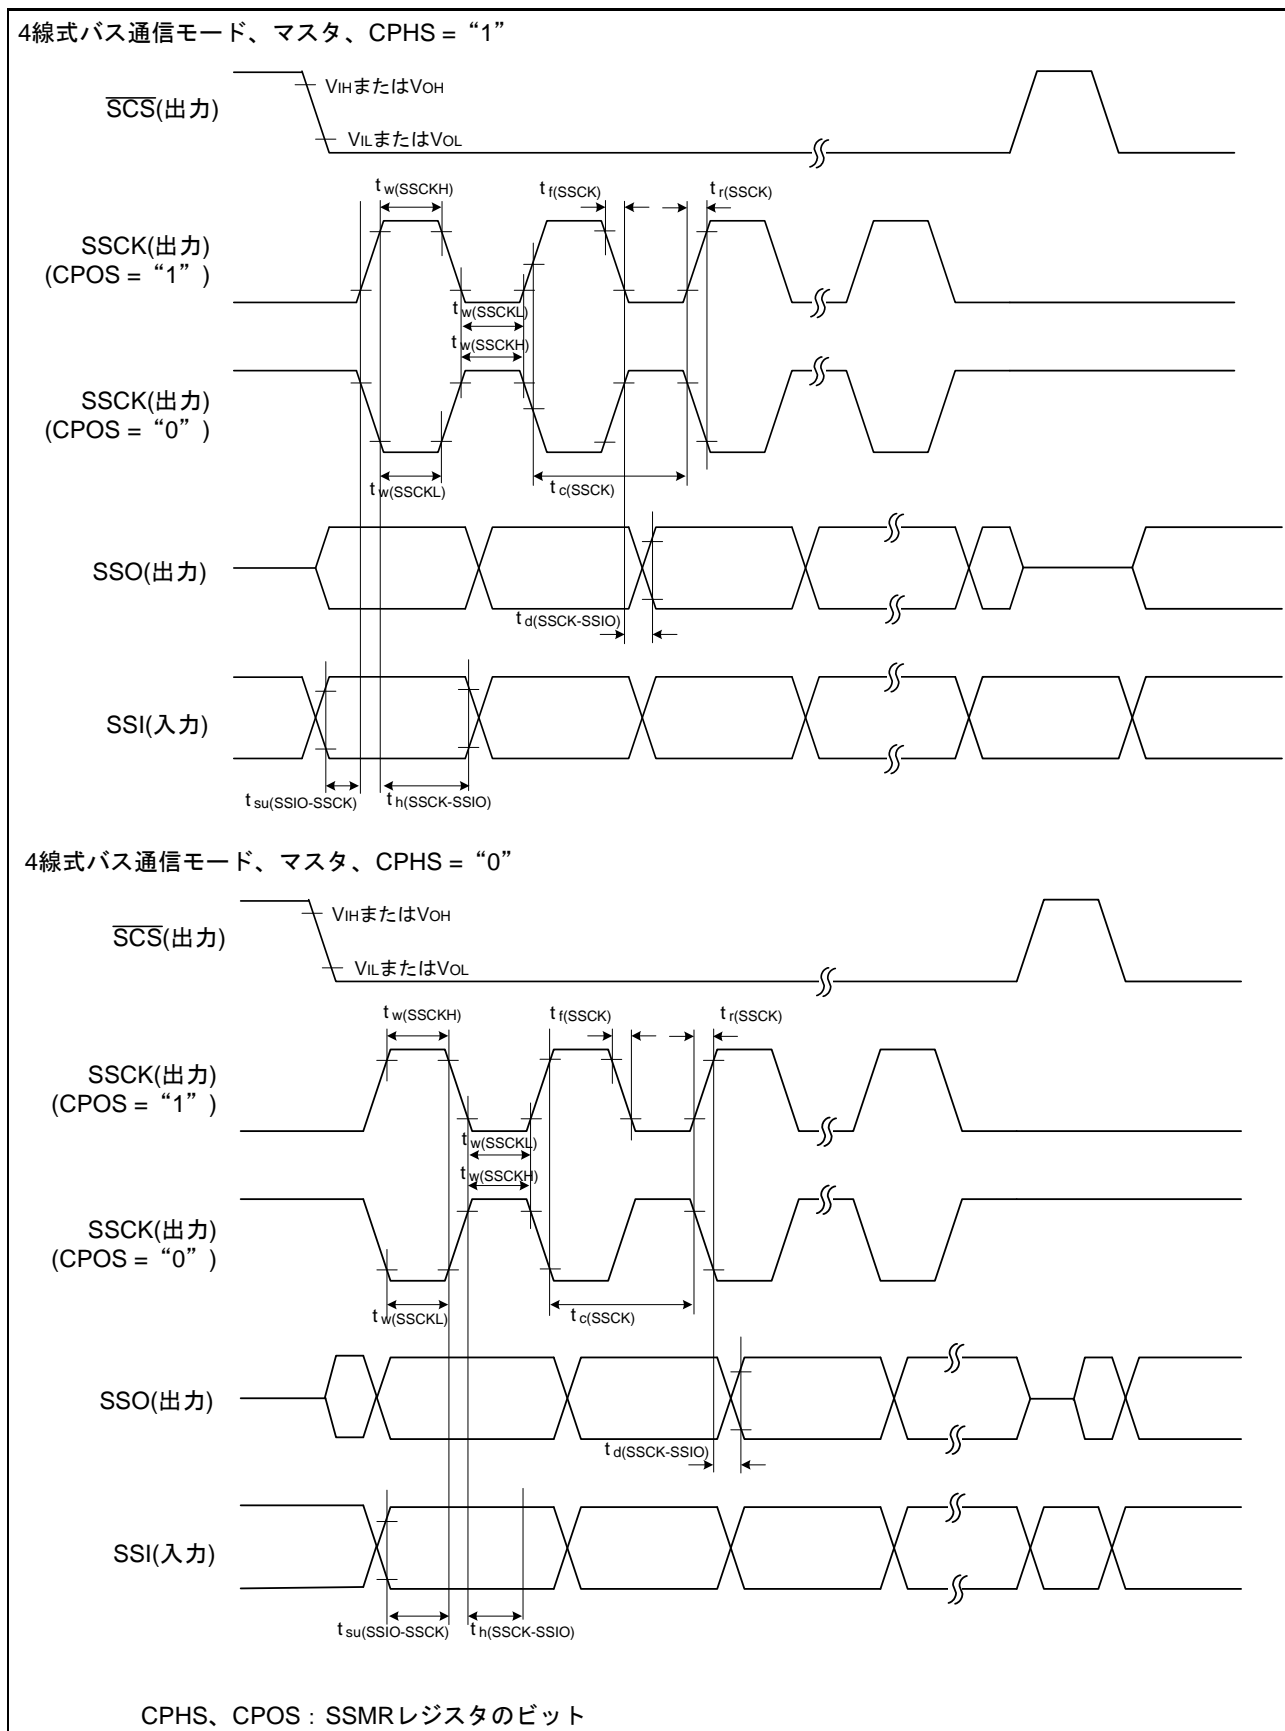 4線式バス通信モード、マスタ、CPHS = “1”
SCS(出力)
VIHまたはVOH
VILまたはVOL
tw(SSCKH)
tf(SSCK)
tr(SSCK)
SSCK(出力)
(CPOS = “1” )
tw(SSCKL)
tw(SSCKH)
SSCK(出力)
(CPOS = “0” )
tw(SSCKL)
tc(SSCK)
SSO(出力)
td(SSCK-SSIO)
SSI(入力)
tsu(SSIO-SSCK)
th(SSCK-SSIO)
4線式バス通信モード、マスタ、CPHS = “0”
SCS(出力)
VIHまたはVOH
VILまたはVOL
tw(SSCKH)
tf(SSCK)
tr(SSCK)
SSCK(出力)
(CPOS = “1” )
tw(SSCKL)
tw(SSCKH)
SSCK(出力)
(CPOS = “0” )
tw(SSCKL)
tc(SSCK)
SSO(出力)
td(SSCK-SSIO)
SSI(入力)
tsu(SSIO-SSCK)
th(SSCK-SSIO)
CPHS、CPOS : SSMRレジスタのビット